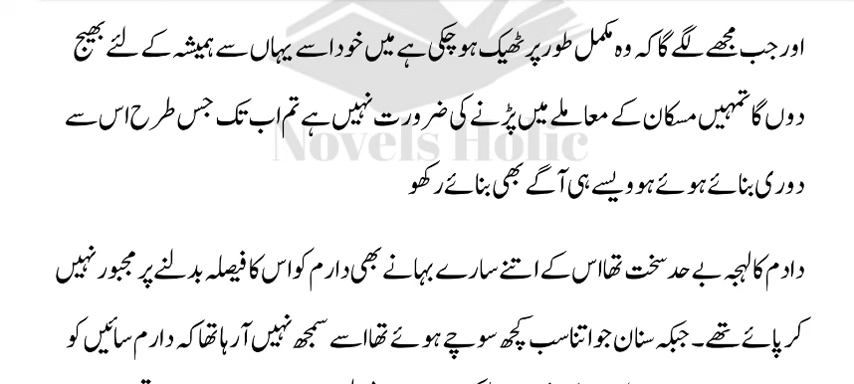 اور جب مجھے لگے گا کہ وہ مکمل طور پر ٹھیک ہو چکی ہے میں خود اسے یہاں سے ہمیشہ کے لئے بھیج
دوں گا تمہیں مسکان کے معاملے میں پڑنے کی ضرورت نہیں ہے تم اب تک جس طرح اس سے
Novels Holic
دوری بنائے ہوئے ہو ویسے ہی آگے بھی بنائے رکھو
دادم کا لہجہ بے حد سخت تھا اس کے اتنے سارے بہانے بھی دارم کو اس کا فیصلہ بدلنے پر مجبور نہیں
کر پائے تھے۔ جبکہ سنان جو اتنا سب کچھ سوچے ہوئے تھا اسے سمجھ نہیں آ رہا تھا کہ دارم سائیں کو